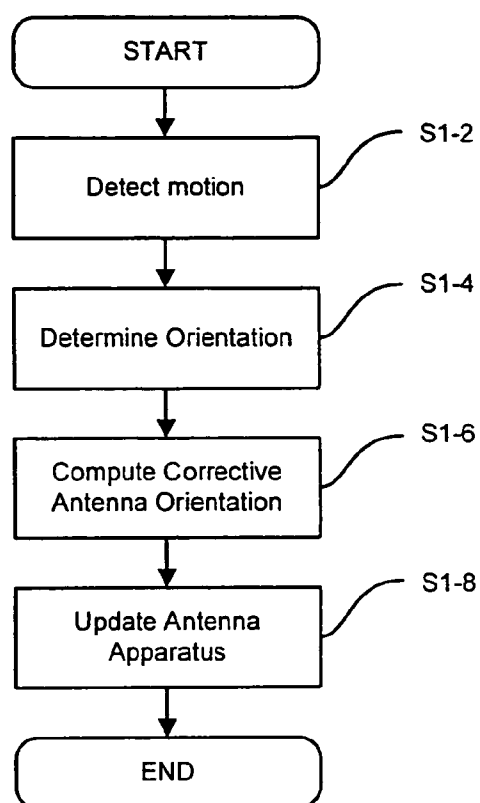 START
S1-2
Detect motion
S1-4
Determine Orientation
S1-6
Compute Corrective
Antenna Orientation
S1-8
Update Antenna
Apparatus
END